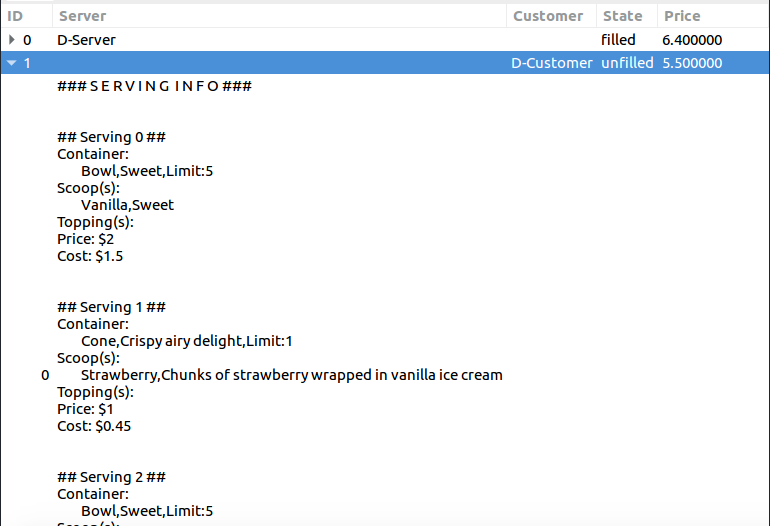 ID Server Customer State Price
0 D-Server filled 6.400000
1 D-Customer unfilled 5.500000
### S E R V I N G I N F O ###
## Serving 0 ##
Container:
Bowl,Sweet,Limit:5
Scoop(s):
Vanilla,Sweet
Topping(s):
Price: $2
Cost: $1.5
## Serving 1 ##
Container:
Cone,Crispy airy delight,Limit:1
Scoop(s):
0 Strawberry,Chunks of strawberry wrapped in vanilla ice cream
Topping(s):
Price: $1
Cost: $0.45
## Serving 2 ##
Container:
Bowl,Sweet,Limit:5
Scoop(s):